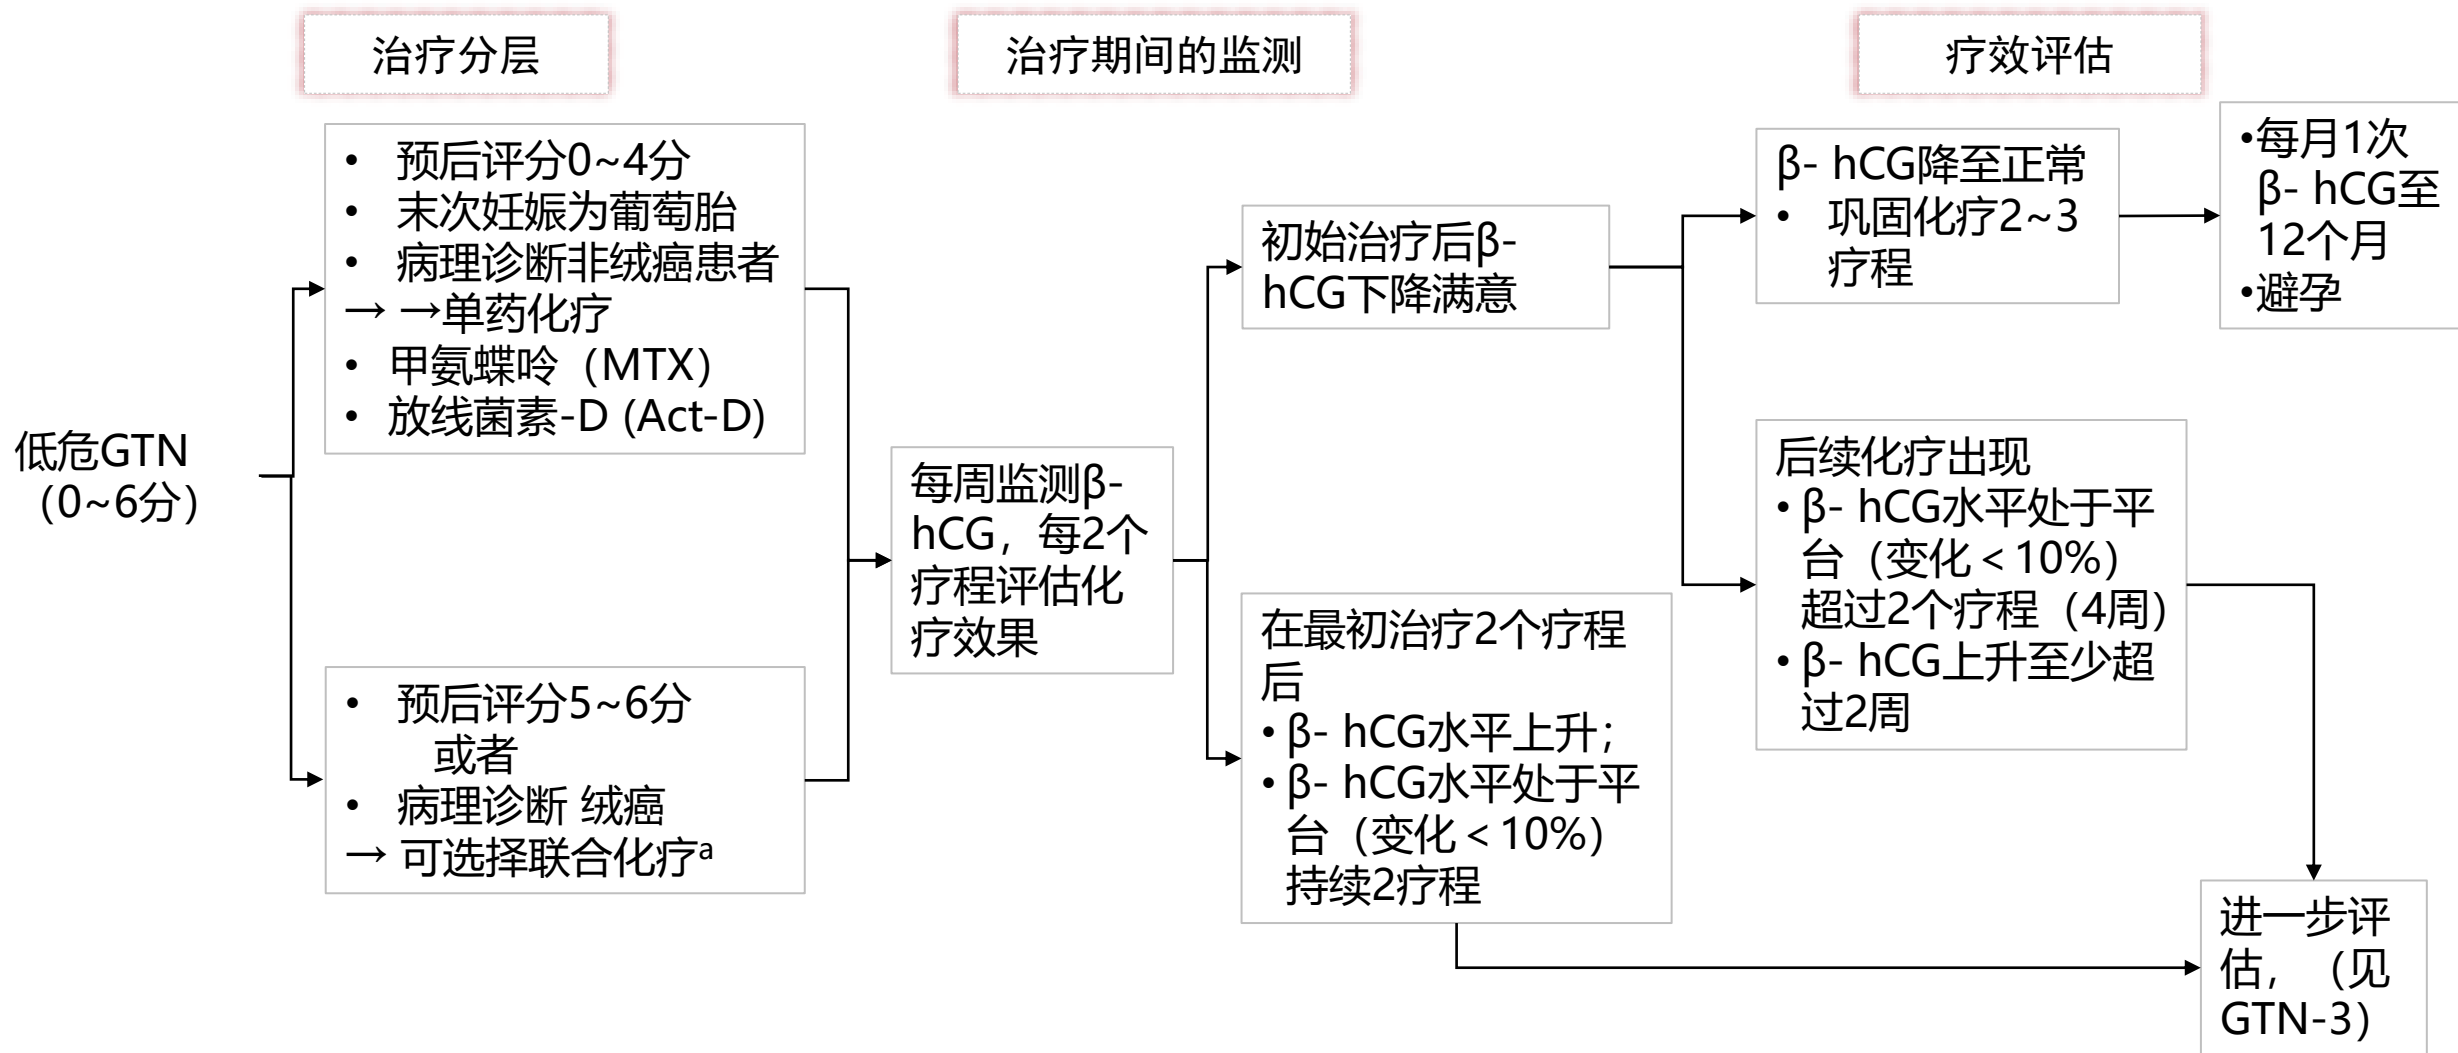 治疗分层
治疗期间的监测
疗效评估
低危GTN
（0~6分）
• 预后评分0~4分
• 末次妊娠为葡萄胎
• 病理诊断非绒癌患者
→ →单药化疗
• 甲氨蝶呤（MTX）
• 放线菌素-D (Act-D)
• 预后评分5~6分
或者
• 病理诊断 绒癌
→ 可选择联合化疗a
每周监测β-
hCG，每2个
疗程评估化
疗效果
初始治疗后β-
hCG下降满意
在最初治疗2个疗程
后
• β- hCG水平上升；
• β- hCG水平处于平
台（变化＜10%）
持续2疗程
β- hCG降至正常
• 巩固化疗2~3
疗程
后续化疗出现
• β- hCG水平处于平
台（变化＜10%）
超过2个疗程（4周）
• β- hCG上升至少超
过2周
•每月1次
β- hCG至
12个月
•避孕
进一步评
估，（见
GTN-3）